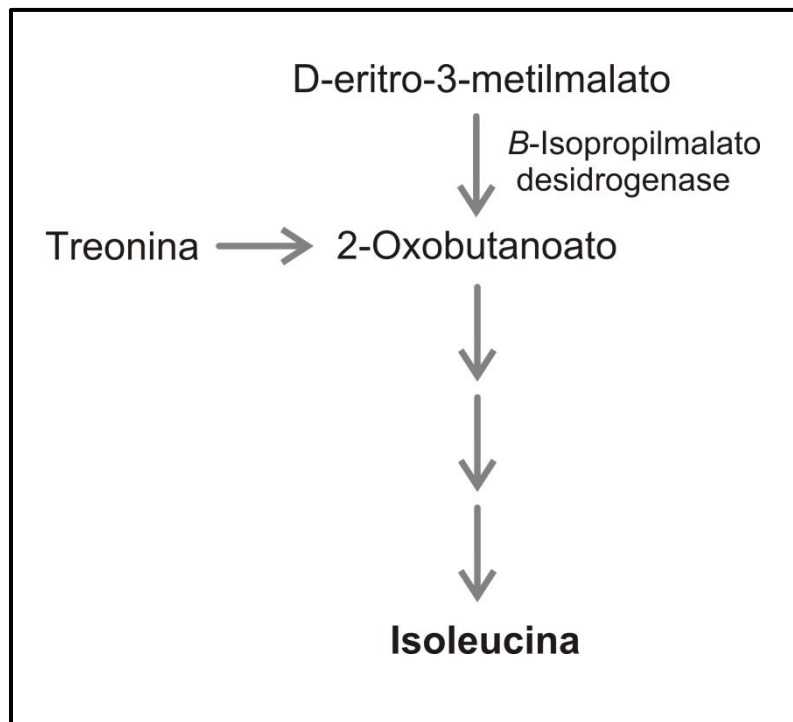 D-eritro-3-metilmalato
B-Isopropilmalato
desidrogenase
Treonina
2-Oxobutanoato
Isoleucina